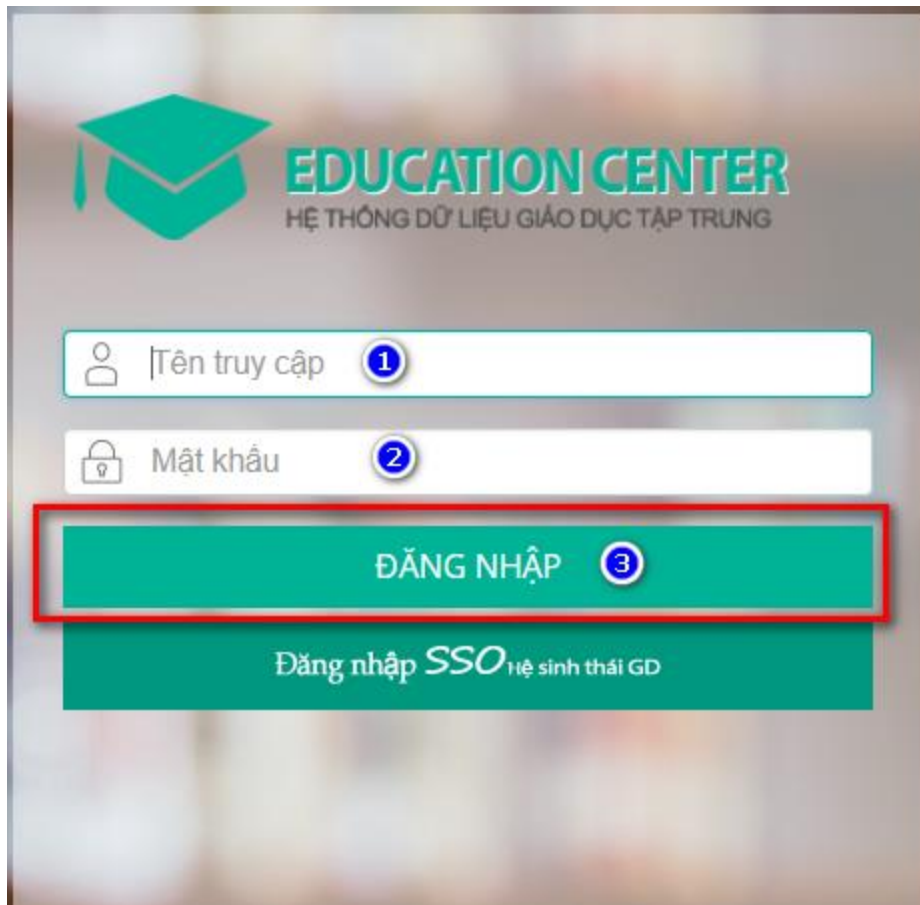 EDUCATION CENTER
HỆ THỐNG DỮ LIỆU GIÁO DỤC TẬP TRUNG
Tên truy cập 1
Mật khẩu 2
ĐĂNG NHẬP 3
Đăng nhập SSO Hệ sinh thái GD